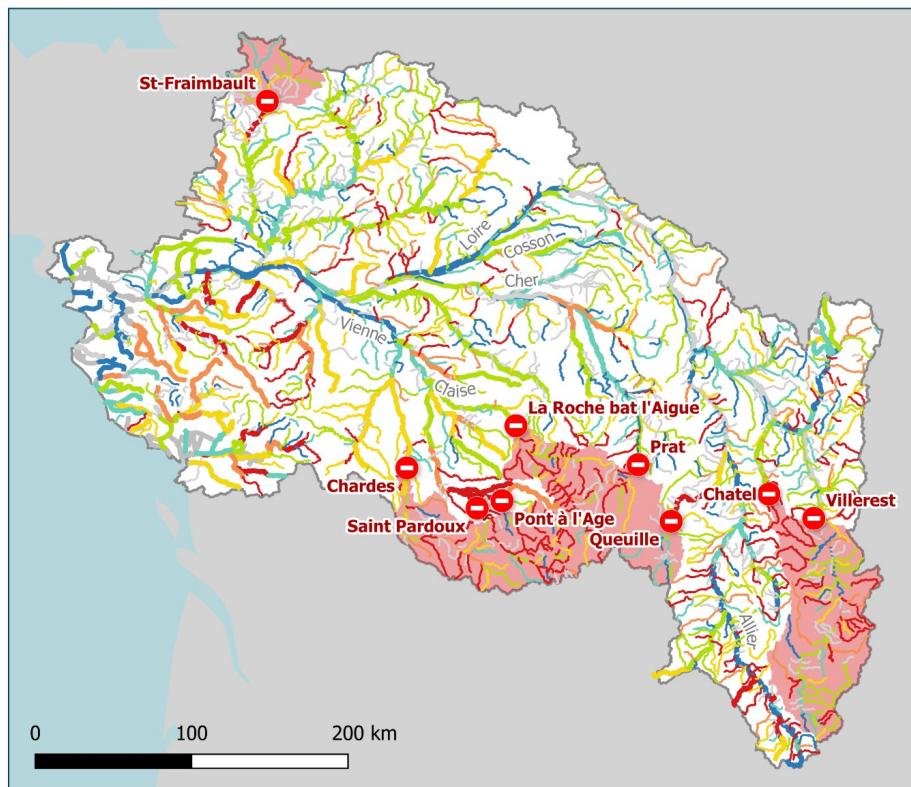 St-Fraimbault
Loire
Cosson
Cher
Vienne
Claise
La Roche bat l'Aigue
Prat
Chardes
Chatel
Villerest
Saint Pardoux
Pont à l'Age
Queuille
Allier
0 100 200 km